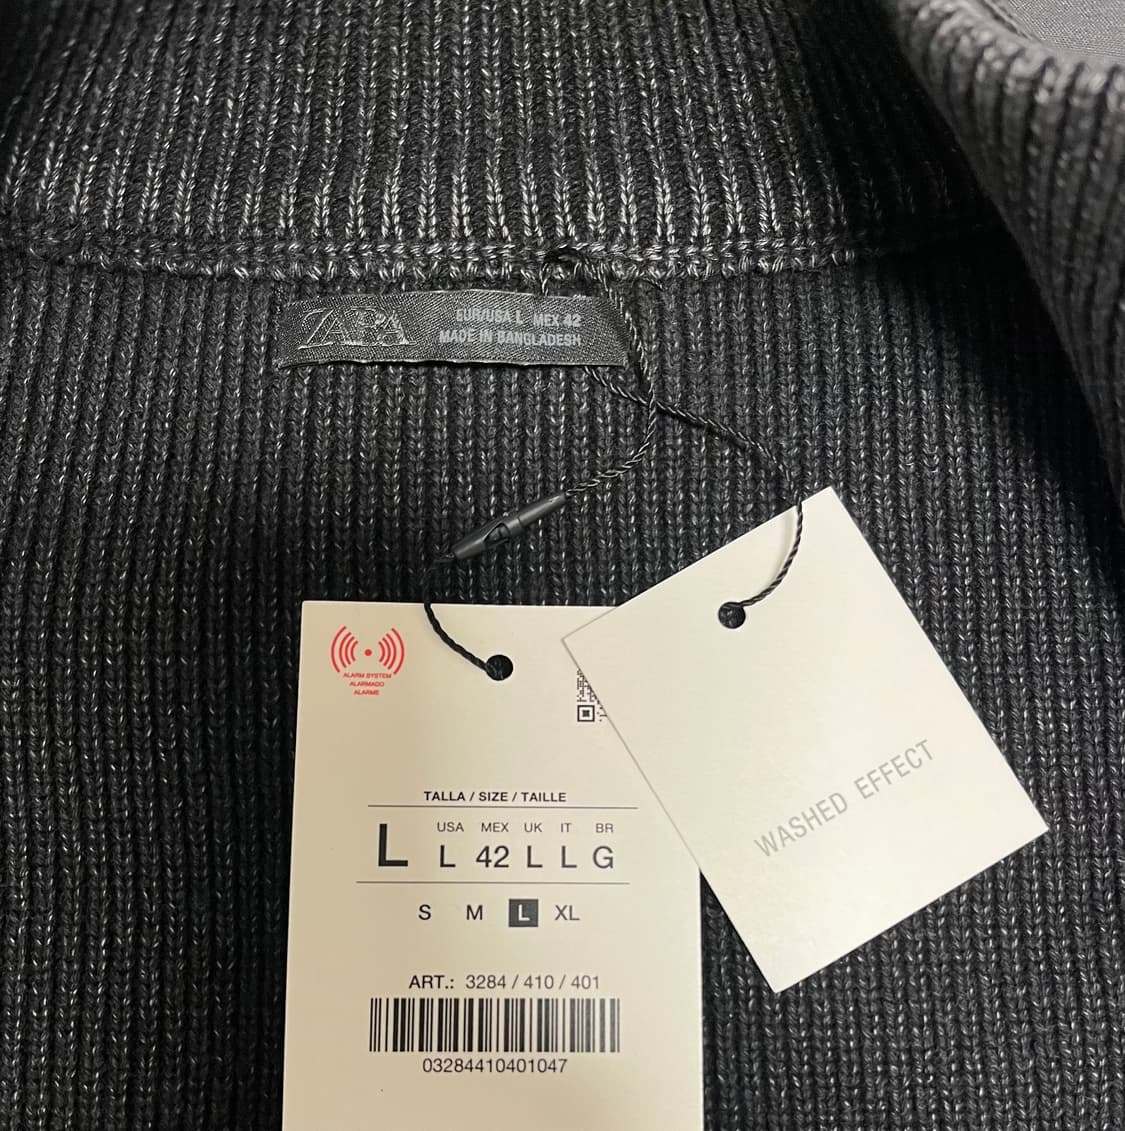 ZARA
EUR/USA L MEX 42
MADE IN BANGLADESH
ALARM SYSTEM
ALARMADO
ALARME
TALLA / SIZE / TAILLE
USA MEX UK IT BR
L L 42 L L G
S M L XL
ART.: 3284 / 410 / 401
03284410401047
WASHED EFFECT